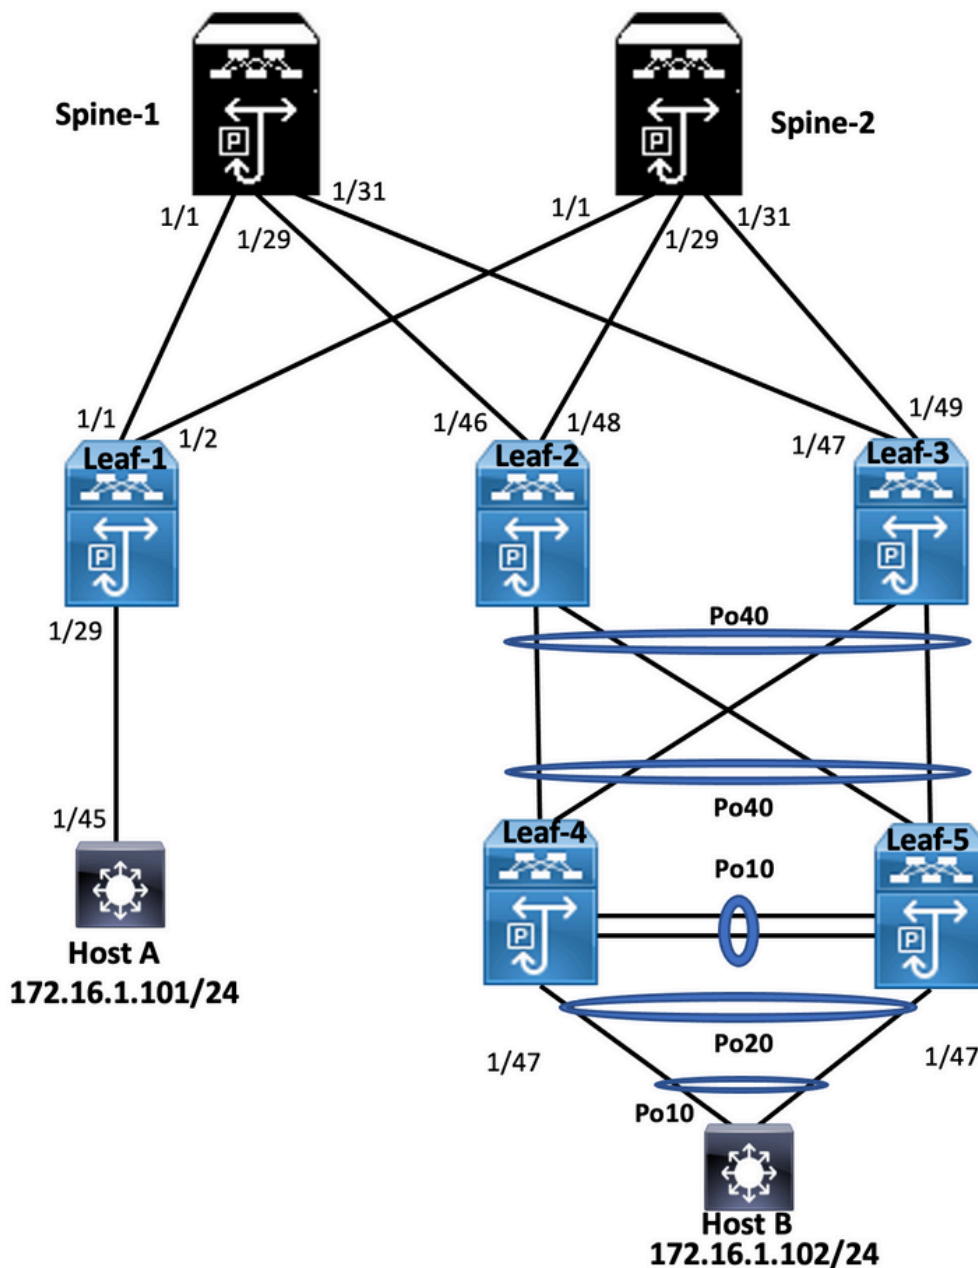 Spine-1
Spine-2
P
P
1/1
1/29
1/31
1/1
1/29
1/31
1/1
1/2
1/46
1/48
1/47
1/49
Leaf-1
Leaf-2
Leaf-3
P
P
P
1/29
Po40
1/45
Po40
Leaf-4
Leaf-5
Po10
P
P
Host A
172.16.1.101/24
1/47
Po20
1/47
Po10
Host B
172.16.1.102/24